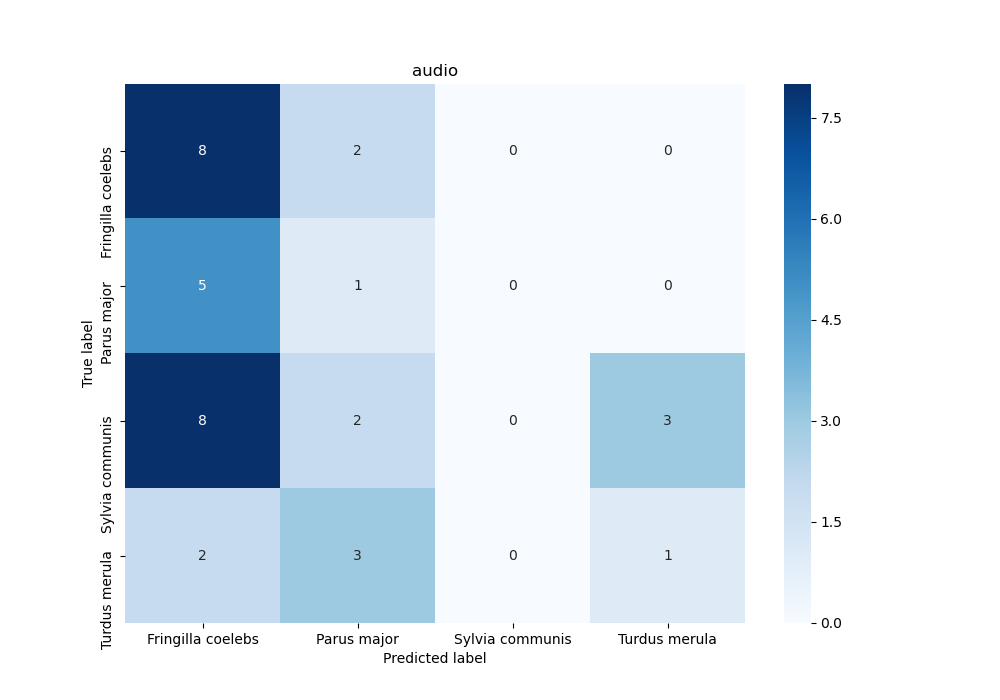 audio
True label
Fringilla coelebs
8 2 0 0
Parus major
5 1 0 0
Sylvia communis
8 2 0 3
Turdus merula
2 3 0 1
Fringilla coelebs Parus major Sylvia communis Turdus merula
Predicted label
7.5
6.0
4.5
3.0
1.5
0.0